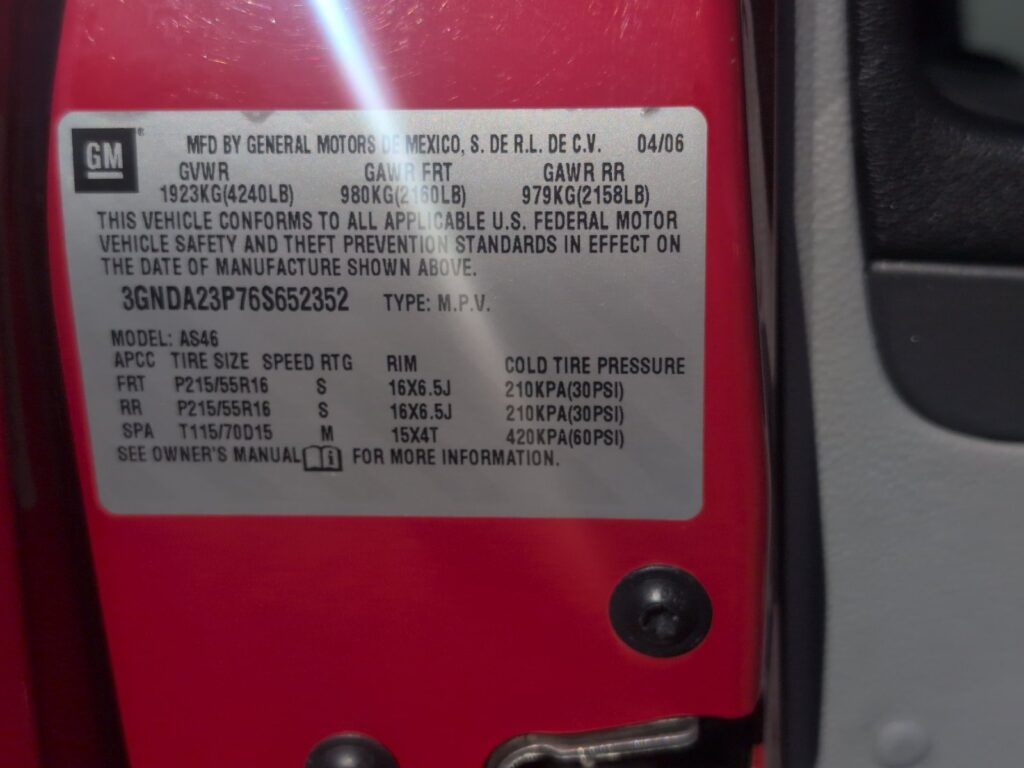 GM ®
MFD BY GENERAL MOTORS DE MEXICO, S. DE R.L. DE C.V. 04/06
GVWR GAWR FRT GAWR RR
1923KG(4240LB) 980KG(2160LB) 979KG(2158LB)
THIS VEHICLE CONFORMS TO ALL APPLICABLE U.S. FEDERAL MOTOR
VEHICLE SAFETY AND THEFT PREVENTION STANDARDS IN EFFECT ON
THE DATE OF MANUFACTURE SHOWN ABOVE.
3GNDA23P76S652352 TYPE: M.P.V.
MODEL: AS46
APCC TIRE SIZE SPEED RTG RIM COLD TIRE PRESSURE
FRT P215/55R16 S 16X6.5J 210KPA(30PSI)
RR P215/55R16 S 16X6.5J 210KPA(30PSI)
SPA T115/70D15 M 15X4T 420KPA(60PSI)
SEE OWNER'S MANUAL i FOR MORE INFORMATION.